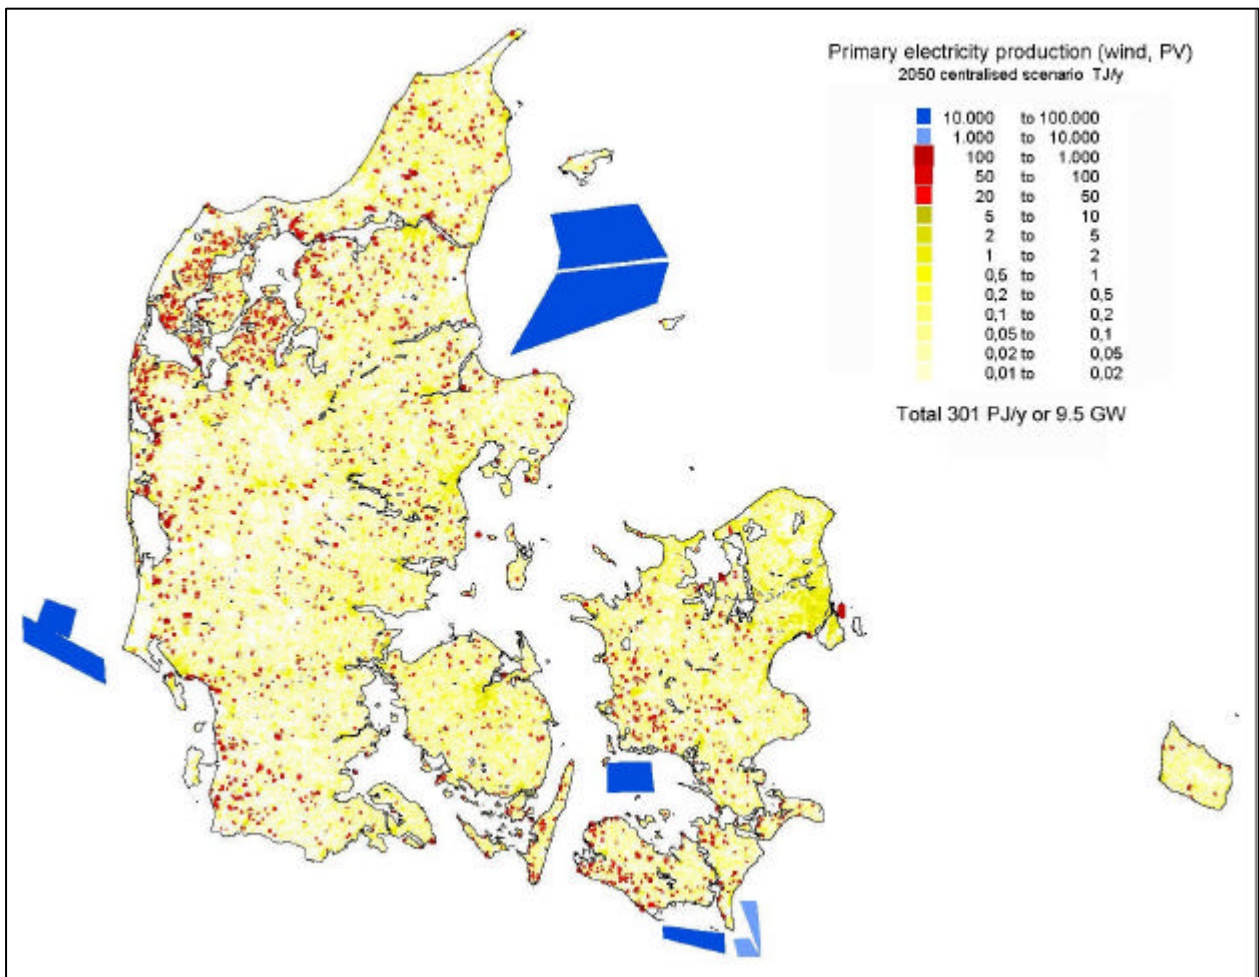 Primary electricity production (wind, PV)
2050 centralised scenario TJ/y
10.000 to 100.000
1.000 to 10.000
100 to 1.000
50 to 100
20 to 50
5 to 10
2 to 5
1 to 2
0,5 to 1
0,2 to 0,5
0,1 to 0,2
0,05 to 0,1
0,02 to 0,05
0,01 to 0,02
Total 301 PJ/y or 9.5 GW